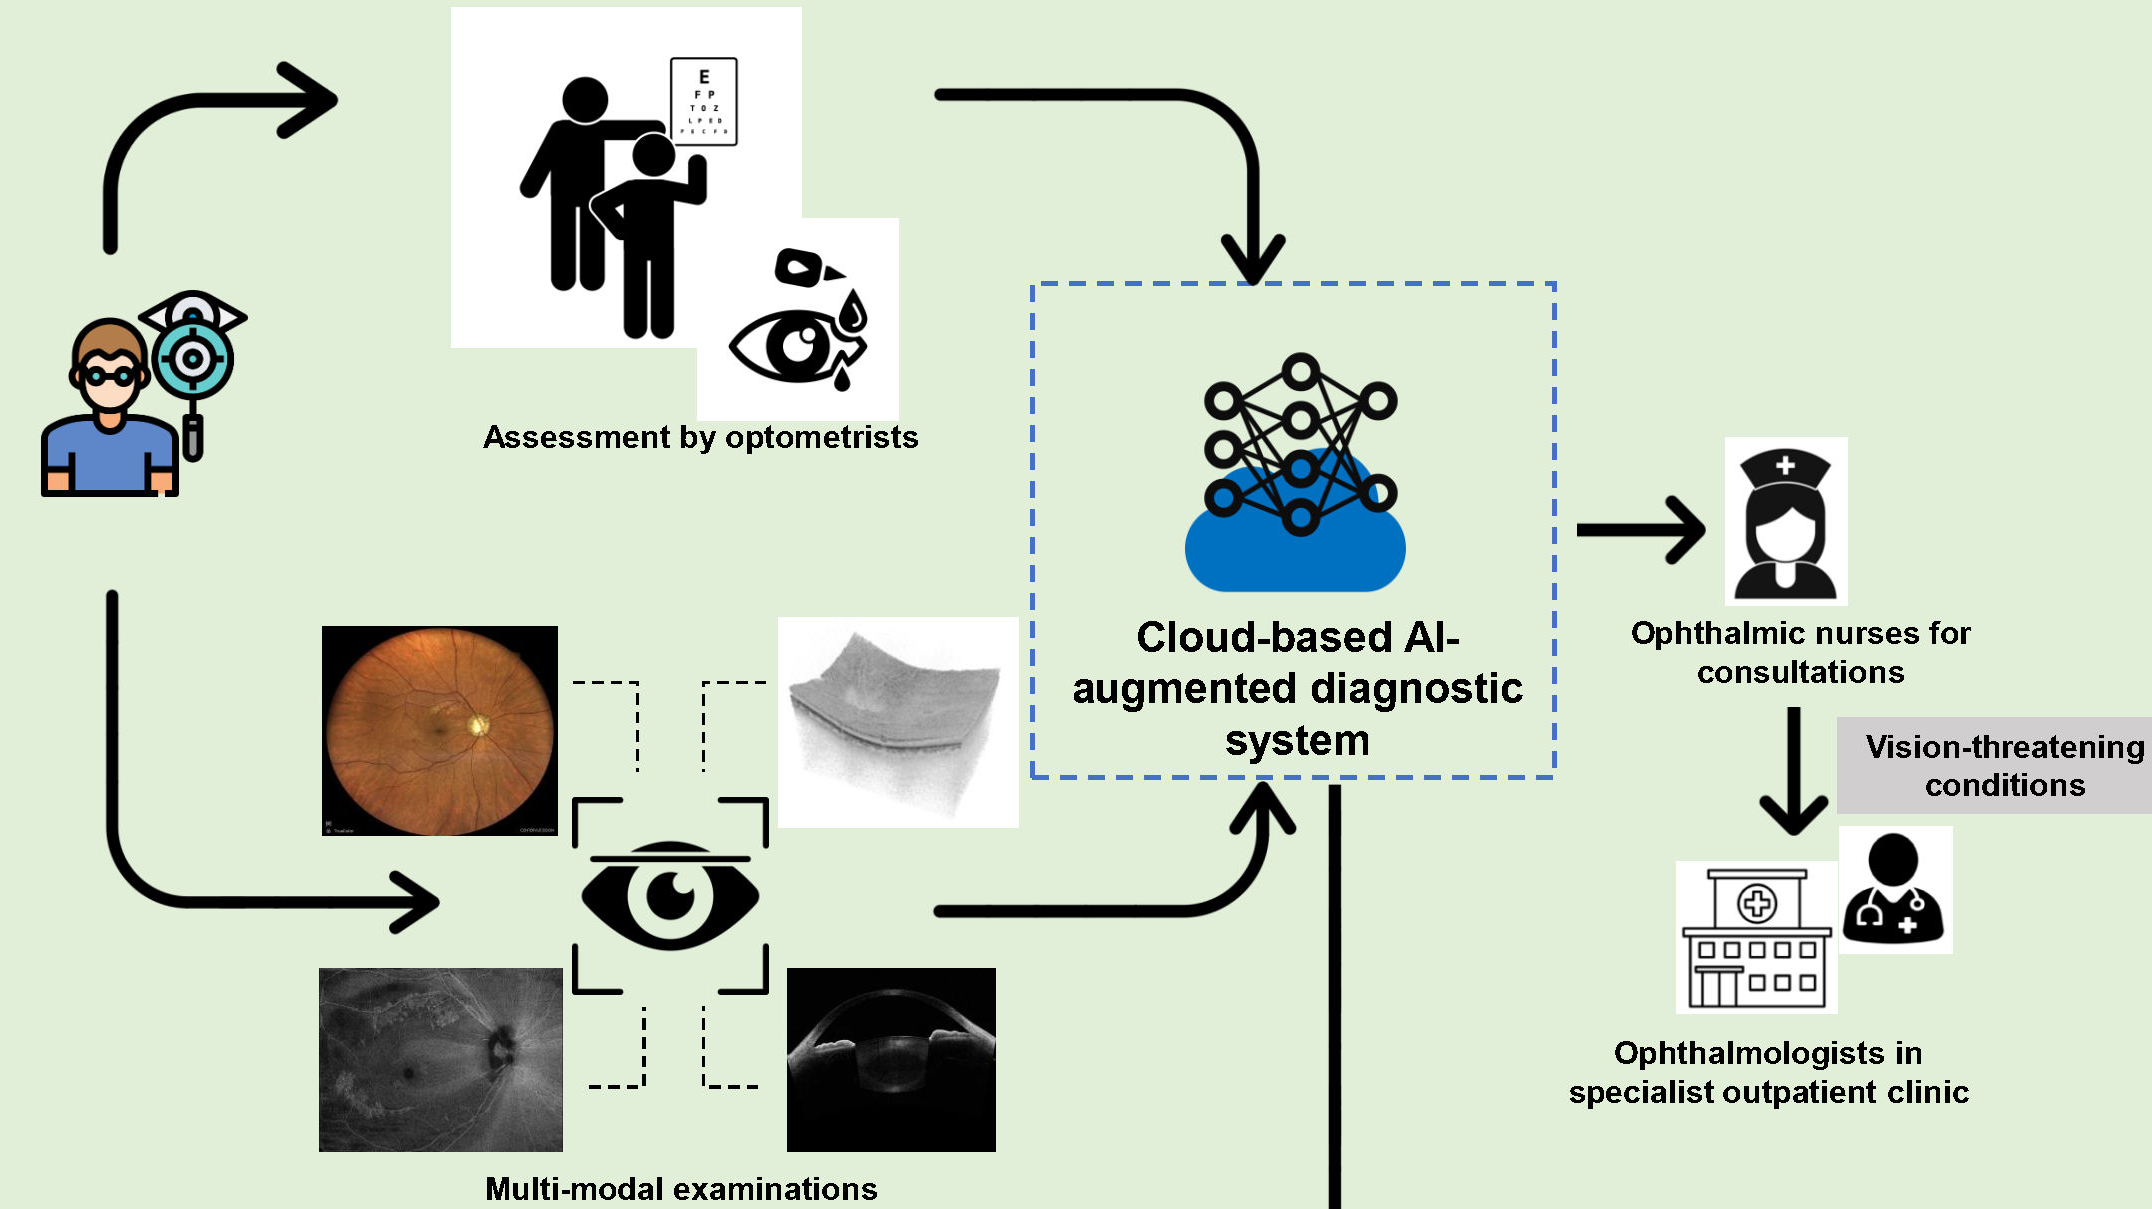 E
F P
T O Z
L P E D
P E C F D
Assessment by optometrists
Cloud-based AI-
augmented diagnostic
system
Ophthalmic nurses for
consultations
Vision-threatening
conditions
Ophthalmologists in
specialist outpatient clinic
Multi-modal examinations